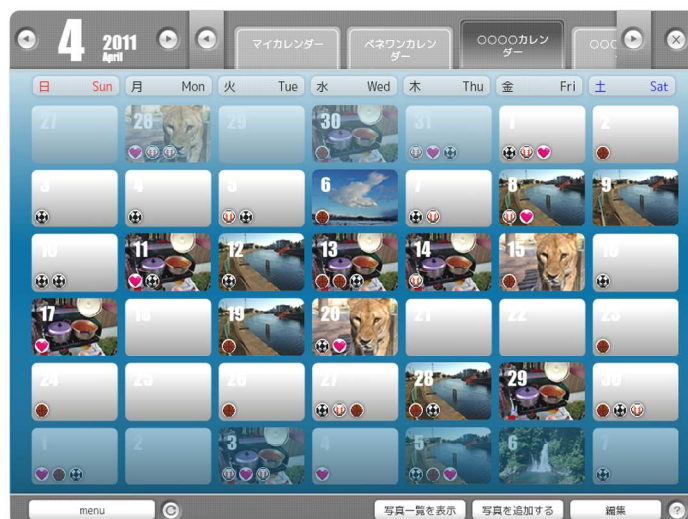 4 2011
April
マイカレンダー
ベネワンカレン
ダー
○○○○カレン
ダー
○○○
日 Sun 月 Mon 火 Tue 水 Wed 木 Thu 金 Fri 土 Sat
27 28 29 30 31 1 2
3 4 5 6 7 8 9
10 11 12 13 14 15 16
17 18 19 20 21 22 23
24 25 26 27 28 29 30
1 2 3 4 5 6 7
menu 写真一覧を表示 写真を追加する 編集 ?